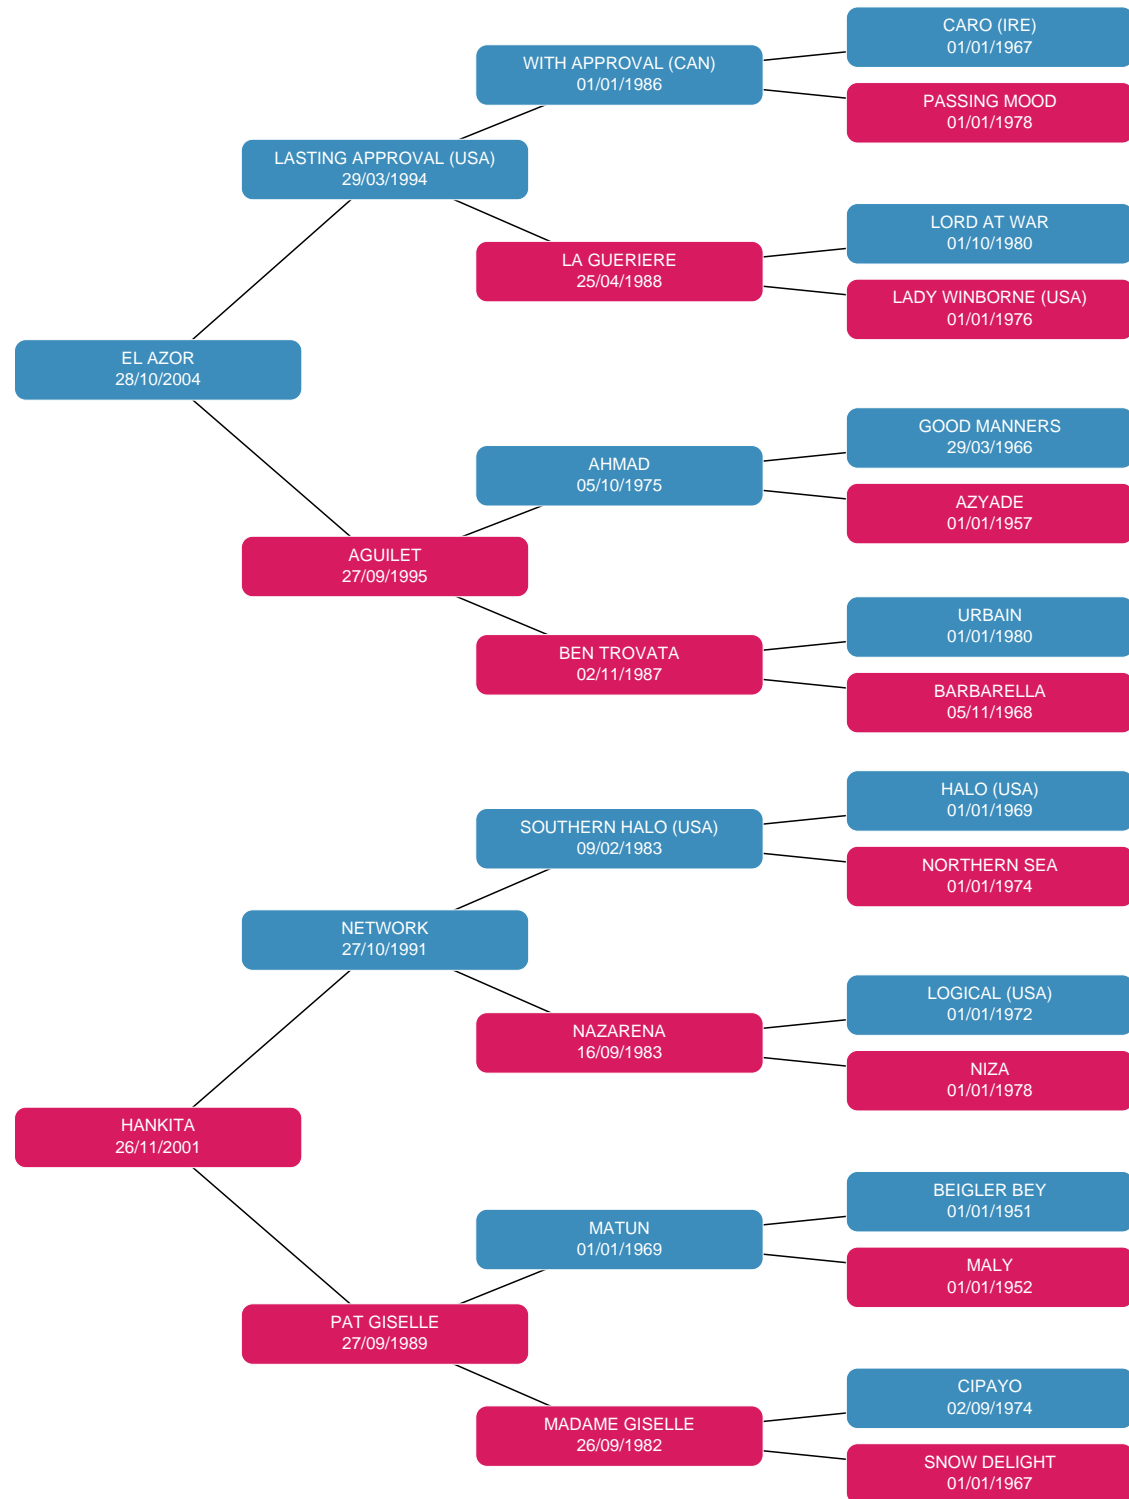 CARO (IRE)
01/01/1967
WITH APPROVAL (CAN)
01/01/1986
PASSING MOOD
01/01/1978
LASTING APPROVAL (USA)
29/03/1994
LORD AT WAR
01/10/1980
LA GUERIERE
25/04/1988
LADY WINBORNE (USA)
01/01/1976
EL AZOR
28/10/2004
GOOD MANNERS
29/03/1966
AHMAD
05/10/1975
AZYADE
01/01/1957
AGUILET
27/09/1995
URBAIN
01/01/1980
BEN TROVATA
02/11/1987
BARBARELLA
05/11/1968
HALO (USA)
01/01/1969
SOUTHERN HALO (USA)
09/02/1983
NORTHERN SEA
01/01/1974
NETWORK
27/10/1991
LOGICAL (USA)
01/01/1972
NAZARENA
16/09/1983
NIZA
01/01/1978
HANKITA
26/11/2001
BEIGLER BEY
01/01/1951
MATUN
01/01/1969
MALY
01/01/1952
PAT GISELLE
27/09/1989
CIPAYO
02/09/1974
MADAME GISELLE
26/09/1982
SNOW DELIGHT
01/01/1967